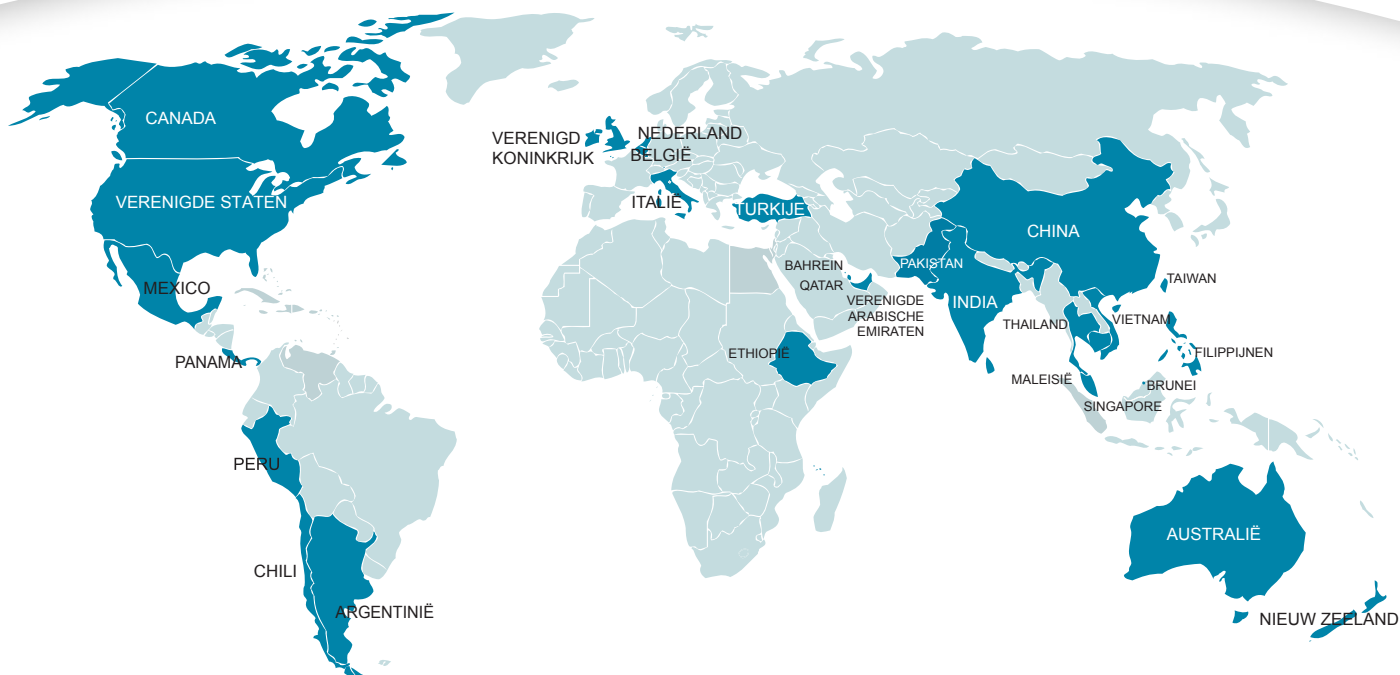 CANADA
VERENIGDE STATEN
MEXICO
PANAMA
PERU
CHILI
ARGENTINIË
VERENIGD
KONINKRIJK
NEDERLAND
BELGIË
ITALIË
TURKIJE
BAHREIN
QATAR
VERENIGDE
ARABISCHE
EMIRATEN
ETHIOPIË
PAKISTAN
INDIA
CHINA
TAIWAN
THAILAND
VIETNAM
FILIPPIJNEN
MALEISIË
BRUNEI
SINGAPORE
AUSTRALIË
NIEUW ZEELAND